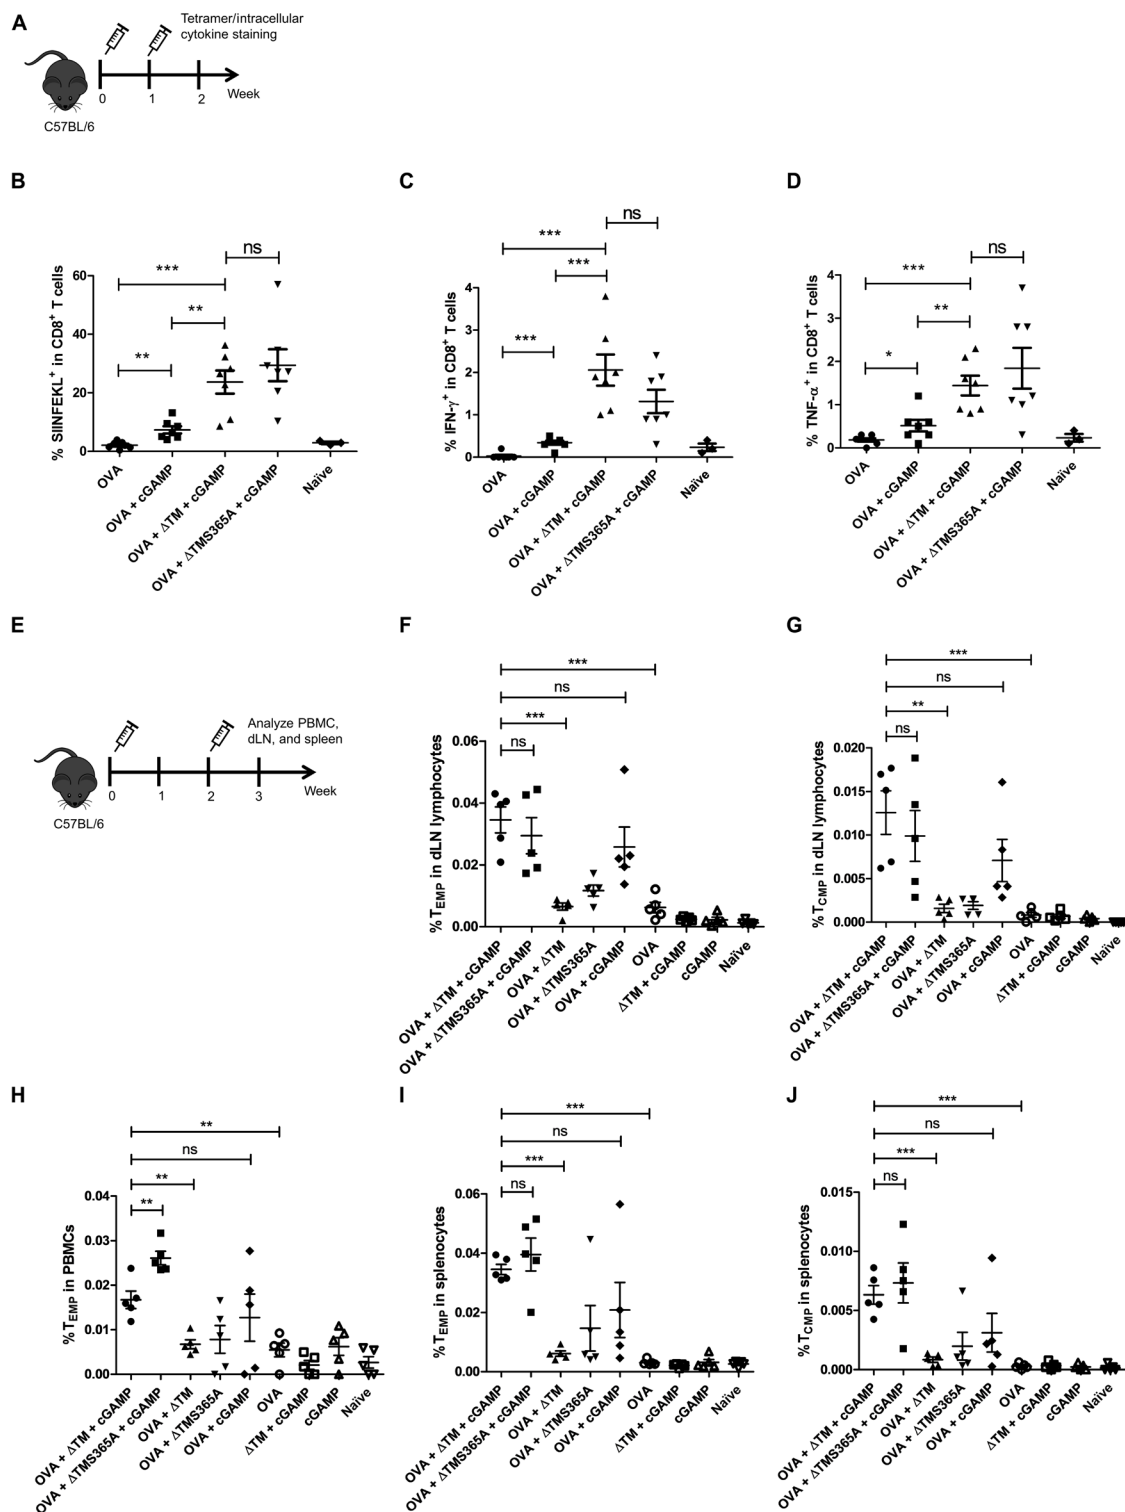 A
Tetramer/intracellular
cytokine staining
0
1
2
Week
C57BL/6
B
% SIINFEKL+ in CD8+ T cells
60
40
20
0
**
***
**
ns
OVA
OVA + cGAMP
OVA + ΔTM + cGAMP
OVA + ΔTMS365A + cGAMP
Naïve
C
% IFN-γ+ in CD8+ T cells
4
3
2
1
0
***
***
***
ns
OVA
OVA + cGAMP
OVA + ΔTM + cGAMP
OVA + ΔTMS365A + cGAMP
Naïve
D
% TNF-α+ in CD8+ T cells
4
3
2
1
0
*
***
**
ns
OVA
OVA + cGAMP
OVA + ΔTM + cGAMP
OVA + ΔTMS365A + cGAMP
Naïve
E
Analyze PBMC,
dLN, and spleen
0
1
2
3
Week
C57BL/6
F
***
ns
***
ns
% TEMP in dLN lymphocytes
0.06
0.04
0.02
0.00
OVA + ΔTM + cGAMP
OVA + ΔTMS365A + cGAMP
OVA + ΔTM
OVA + ΔTMS365A
OVA + cGAMP
OVA
ΔTM + cGAMP
cGAMP
Naïve
G
***
ns
**
ns
% TCMP in dLN lymphocytes
0.020
0.015
0.010
0.005
0.000
OVA + ΔTM + cGAMP
OVA + ΔTMS365A + cGAMP
OVA + ΔTM
OVA + ΔTMS365A
OVA + cGAMP
OVA
ΔTM + cGAMP
cGAMP
Naïve
H
**
ns
**
**
% TEMP in PBMCs
0.04
0.03
0.02
0.01
0.00
OVA + ΔTM + cGAMP
OVA + ΔTMS365A + cGAMP
OVA + ΔTM
OVA + ΔTMS365A
OVA + cGAMP
OVA
ΔTM + cGAMP
cGAMP
Naïve
I
***
ns
***
ns
% TEMP in splenocytes
0.06
0.04
0.02
0.00
OVA + ΔTM + cGAMP
OVA + ΔTMS365A + cGAMP
OVA + ΔTM
OVA + ΔTMS365A
OVA + cGAMP
OVA
ΔTM + cGAMP
cGAMP
Naïve
J
***
ns
***
ns
% TCMP in splenocytes
0.015
0.010
0.005
0.000
OVA + ΔTM + cGAMP
OVA + ΔTMS365A + cGAMP
OVA + ΔTM
OVA + ΔTMS365A
OVA + cGAMP
OVA
ΔTM + cGAMP
cGAMP
Naïve